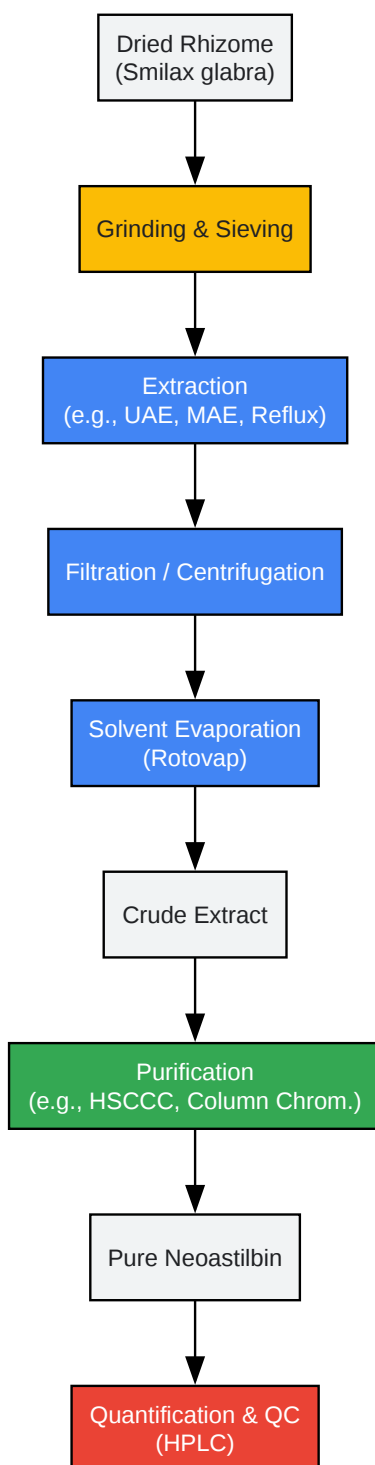 Dried Rhizome
(Smilax glabra)
Grinding & Sieving
Extraction
(e.g., UAE, MAE, Reflux)
Filtration / Centrifugation
Solvent Evaporation
(Rotovap)
Crude Extract
Purification
(e.g., HSCCC, Column Chrom.)
Pure Neoastilbin
Quantification & QC
(HPLC)